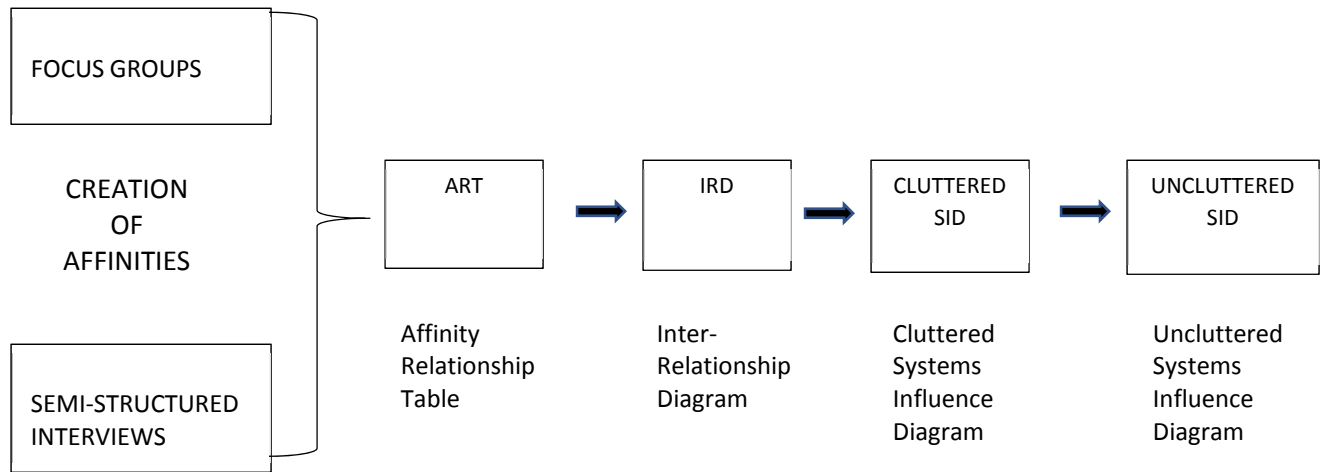 FOCUS GROUPS
CREATION
OF
AFFINITIES
SEMI-STRUCTURED
INTERVIEWS
ART
IRD
CLUTTERED
SID
UNCLUTTERED
SID
Affinity
Relationship
Table
Inter-
Relationship
Diagram
Cluttered
Systems
Influence
Diagram
Uncluttered
Systems
Influence
Diagram